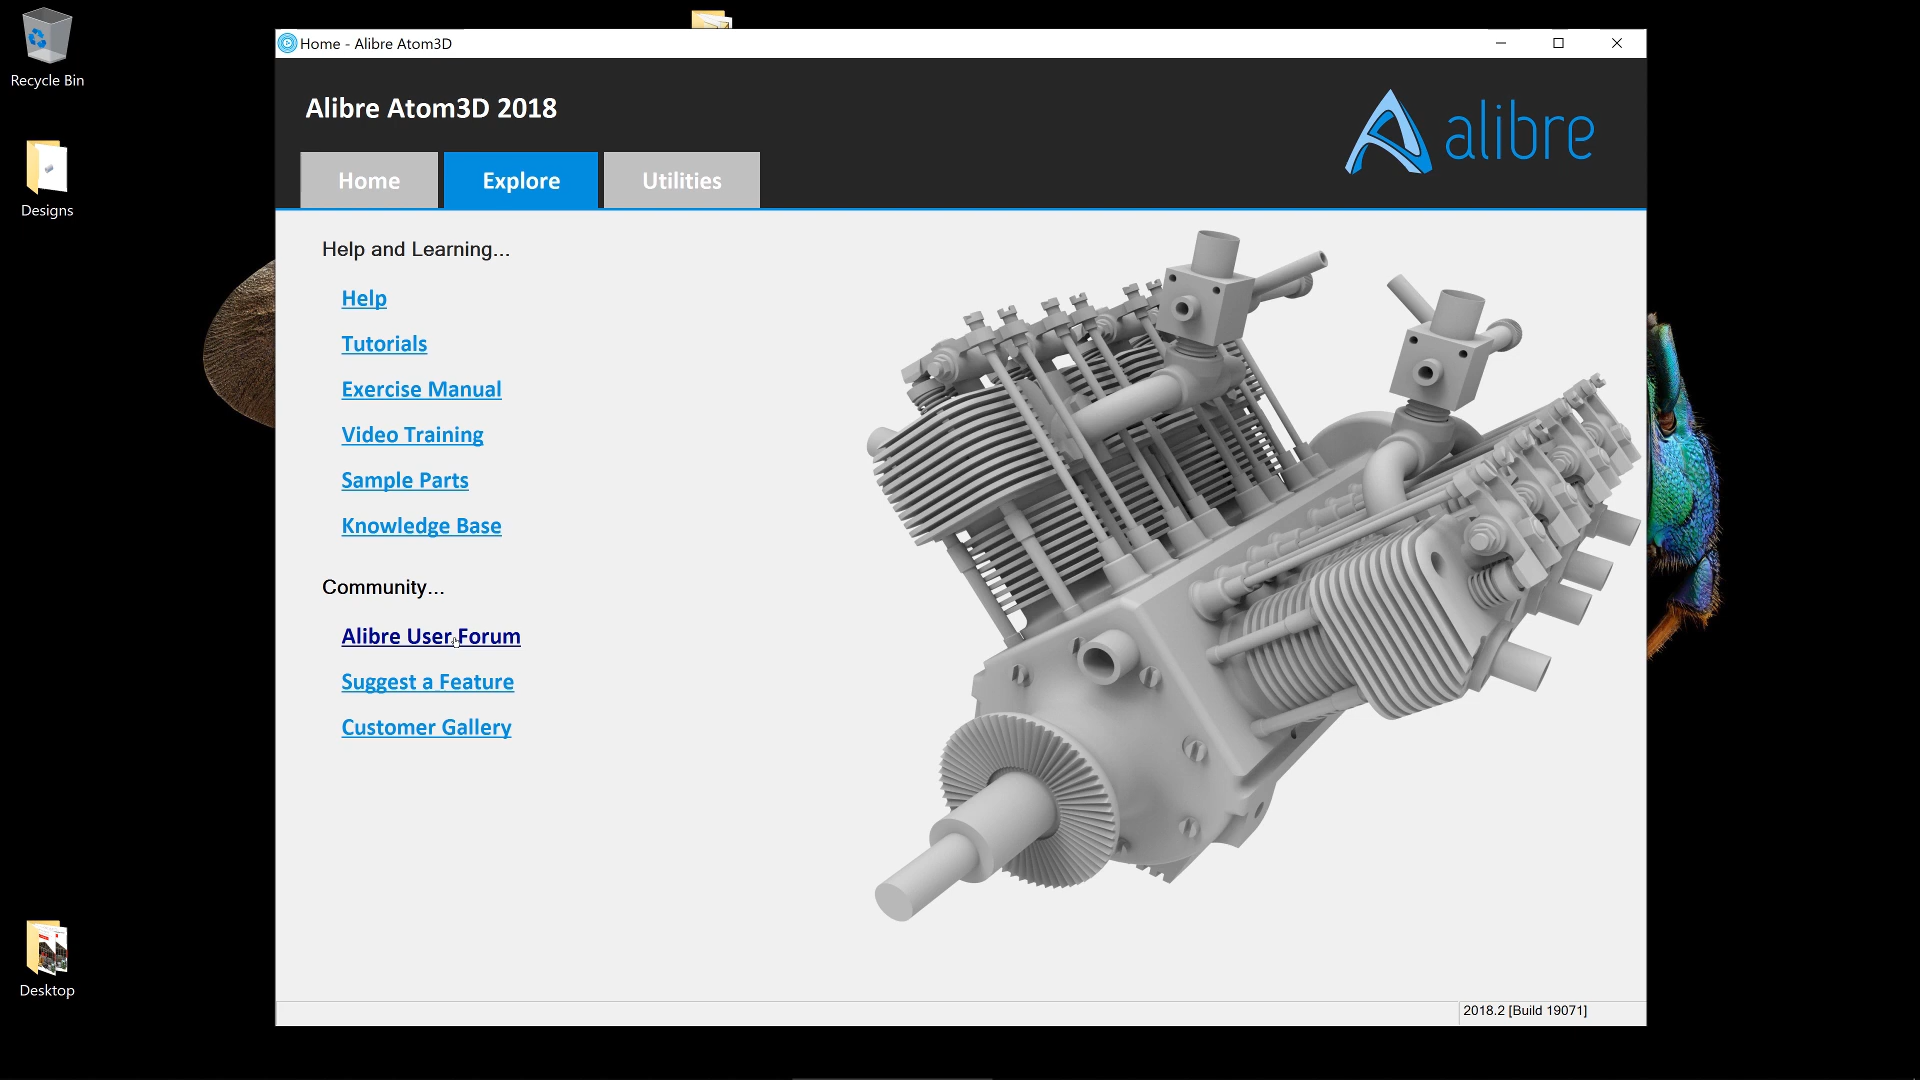 Recycle Bin
Designs
Desktop
Home - Alibre Atom3D
Alibre Atom3D 2018
alibre
Home
Explore
Utilities
Help and Learning...
Help
Tutorials
Exercise Manual
Video Training
Sample Parts
Knowledge Base
Community...
Alibre User Forum
Suggest a Feature
Customer Gallery
2018.2 [Build 19071]